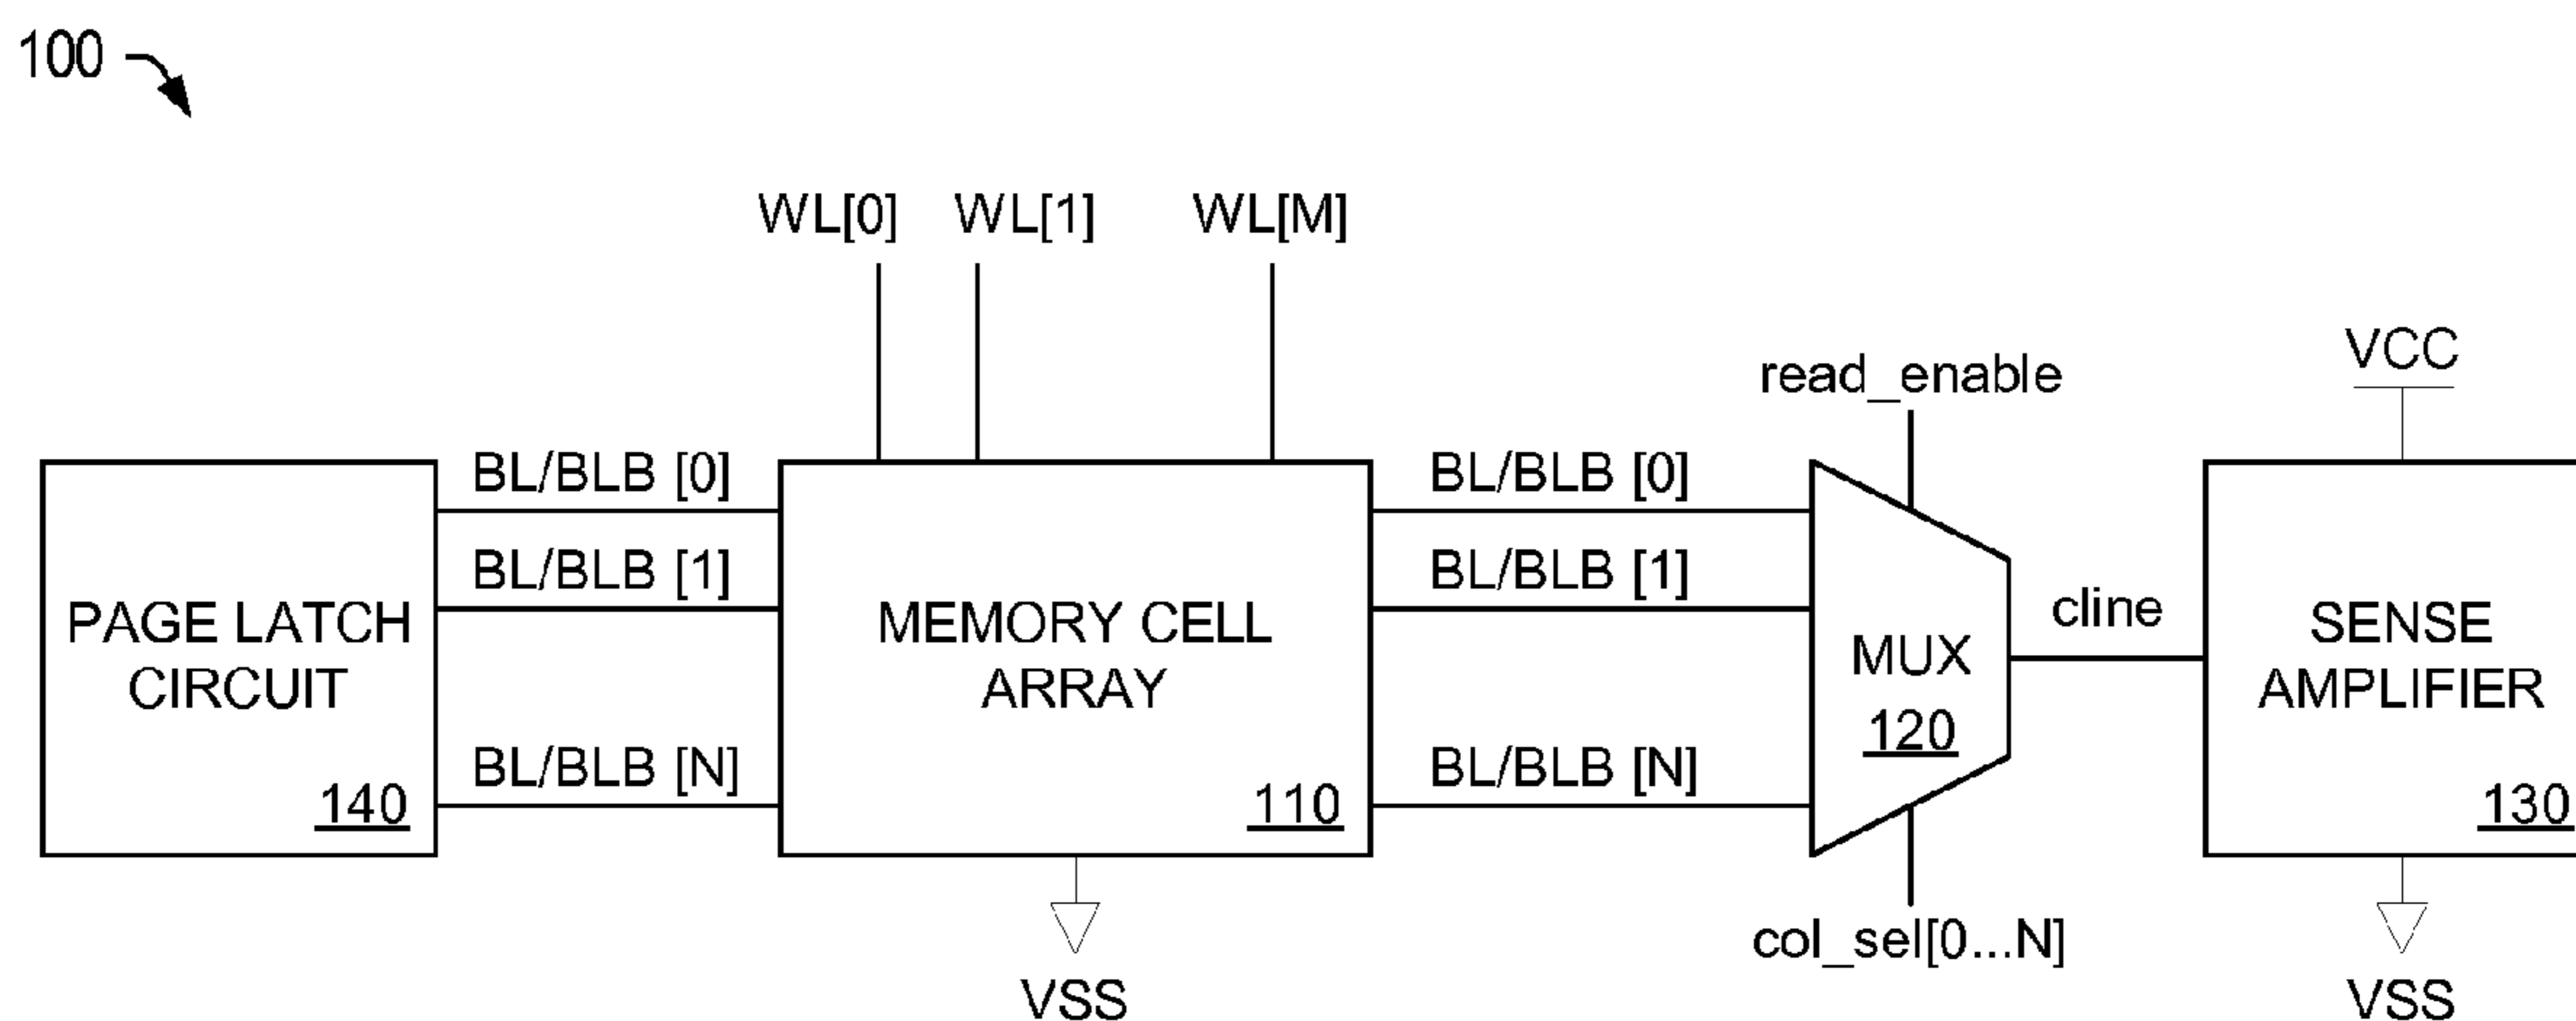 100
WL[0] WL[1] WL[M]
VCC
read_enable
BL/BLB [0]
BL/BLB [0]
BL/BLB [1]
BL/BLB [1]
cline
PAGE LATCH
CIRCUIT
MEMORY CELL
ARRAY
MUX
SENSE
AMPLIFIER
120
BL/BLB [N]
BL/BLB [N]
140
110
130
col_sel[0...N]
VSS
VSS